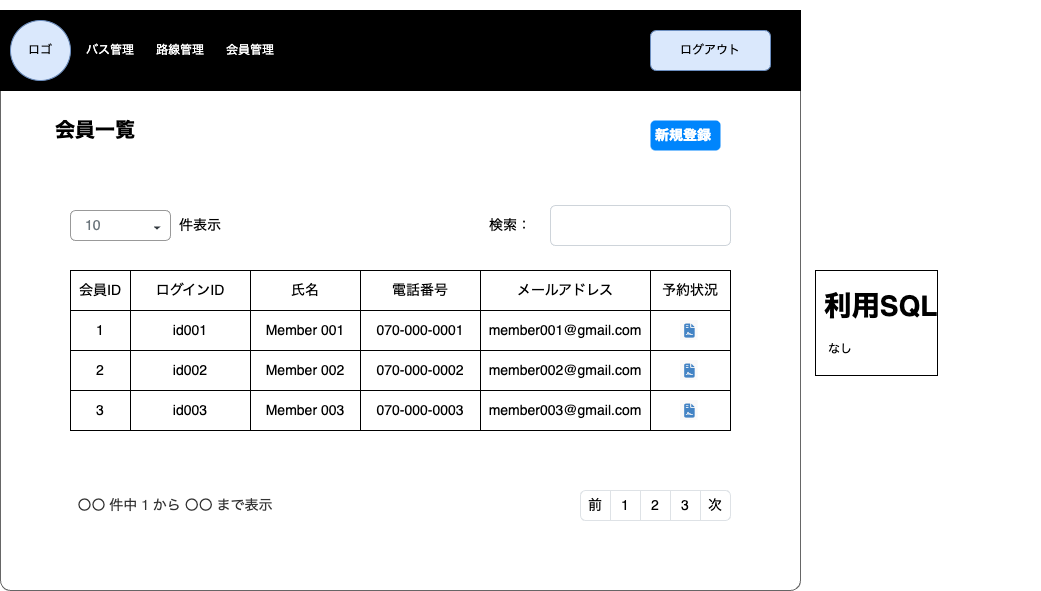 ロゴ バス管理 路線管理 会員管理 ログアウト
会員一覧 新規登録
10 件表示 検索：
会員ID ログインID 氏名 電話番号 メールアドレス 予約状況
1 id001 Member 001 070-000-0001 member001@gmail.com
2 id002 Member 002 070-000-0002 member002@gmail.com
3 id003 Member 003 070-000-0003 member003@gmail.com
〇〇 件中 1 から 〇〇 まで表示 前 1 2 3 次
利用SQL
なし